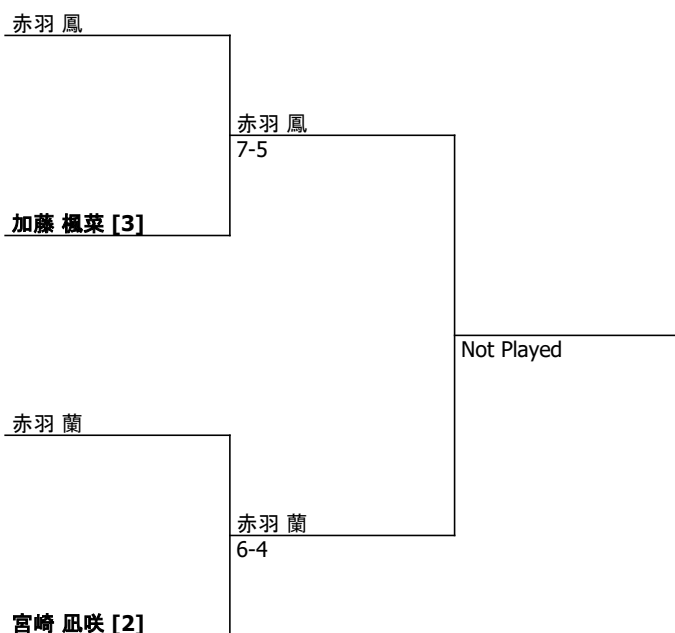 赤羽 鳳
赤羽 鳳
7-5
加藤 楓菜 [3]
Not Played
赤羽 蘭
赤羽 蘭
6-4
宮崎 凪咲 [2]